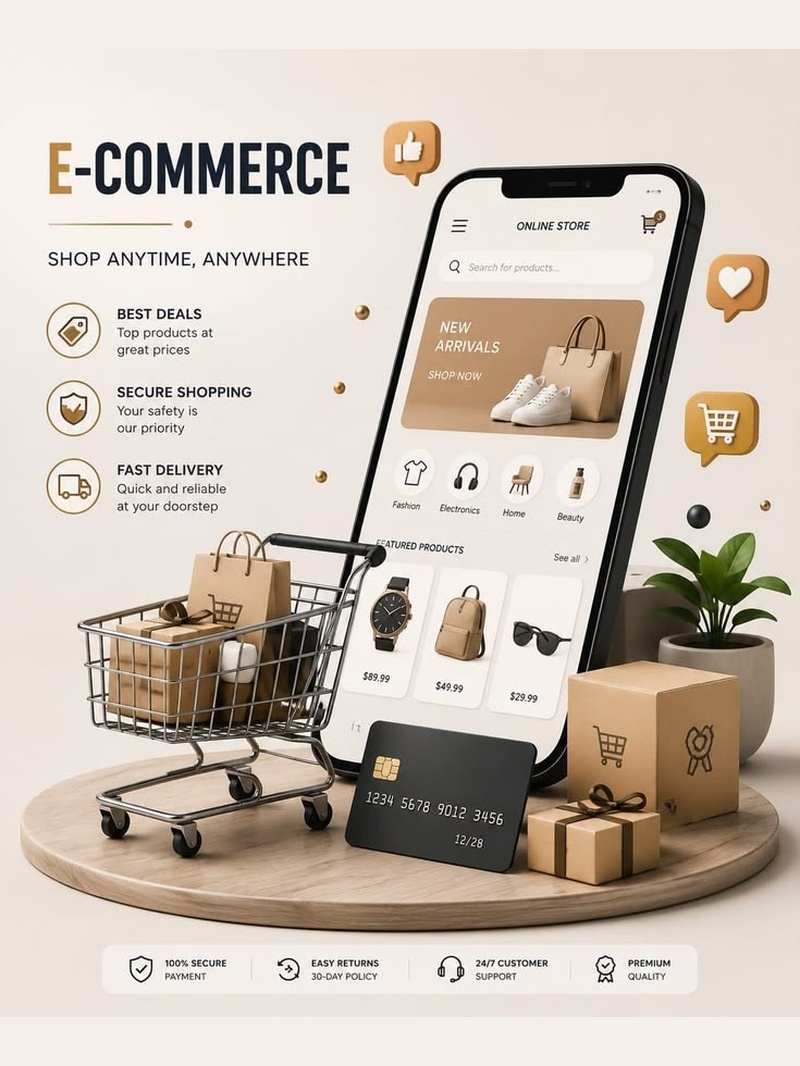 E-COMMERCE
SHOP ANYTIME, ANYWHERE
BEST DEALS
Top products at
great prices
SECURE SHOPPING
Your safety is
our priority
FAST DELIVERY
Quick and reliable
at your doorstep
ONLINE STORE
3
Search for products...
NEW
ARRIVALS
SHOP NOW
Fashion
Electronics
Home
Beauty
FEATURED PRODUCTS
See all >
$89.99
$49.99
$29.99
1234 5678 9012 3456
12/28
100% SECURE
PAYMENT
EASY RETURNS
30-DAY POLICY
24/7 CUSTOMER
SUPPORT
PREMIUM
QUALITY